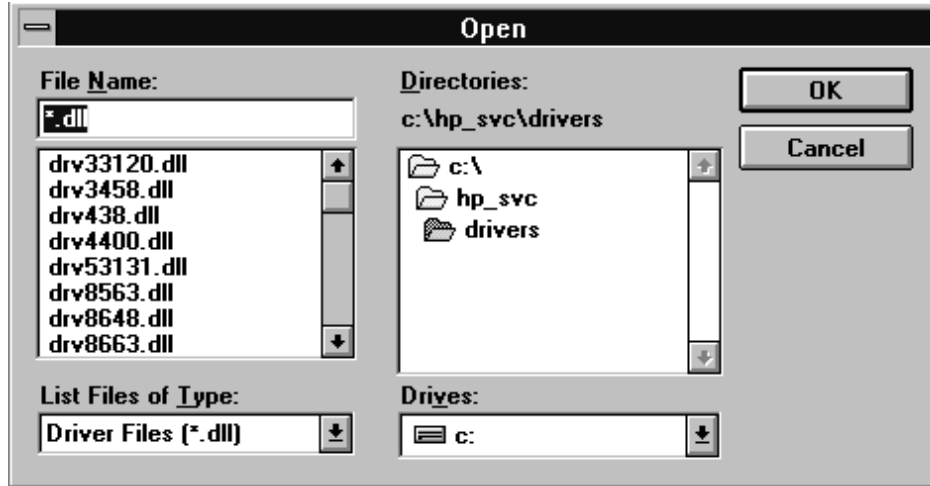 Open
File Name:
*.dll
drv33120.dll
drv3458.dll
drv438.dll
drv4400.dll
drv53131.dll
drv8563.dll
drv8648.dll
drv8663.dll
List Files of Type:
Driver Files (*.dll)
Directories:
c:\hp_svc\drivers
c:\
hp_svc
drivers
Drives:
c:
OK
Cancel